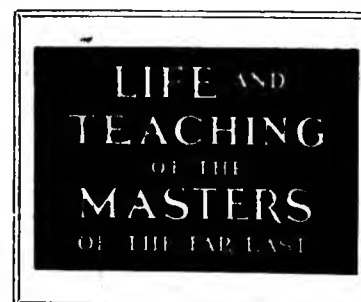 LIFE AND
TEACHING
OF THE
MASTERS
OF THE FAR EAST